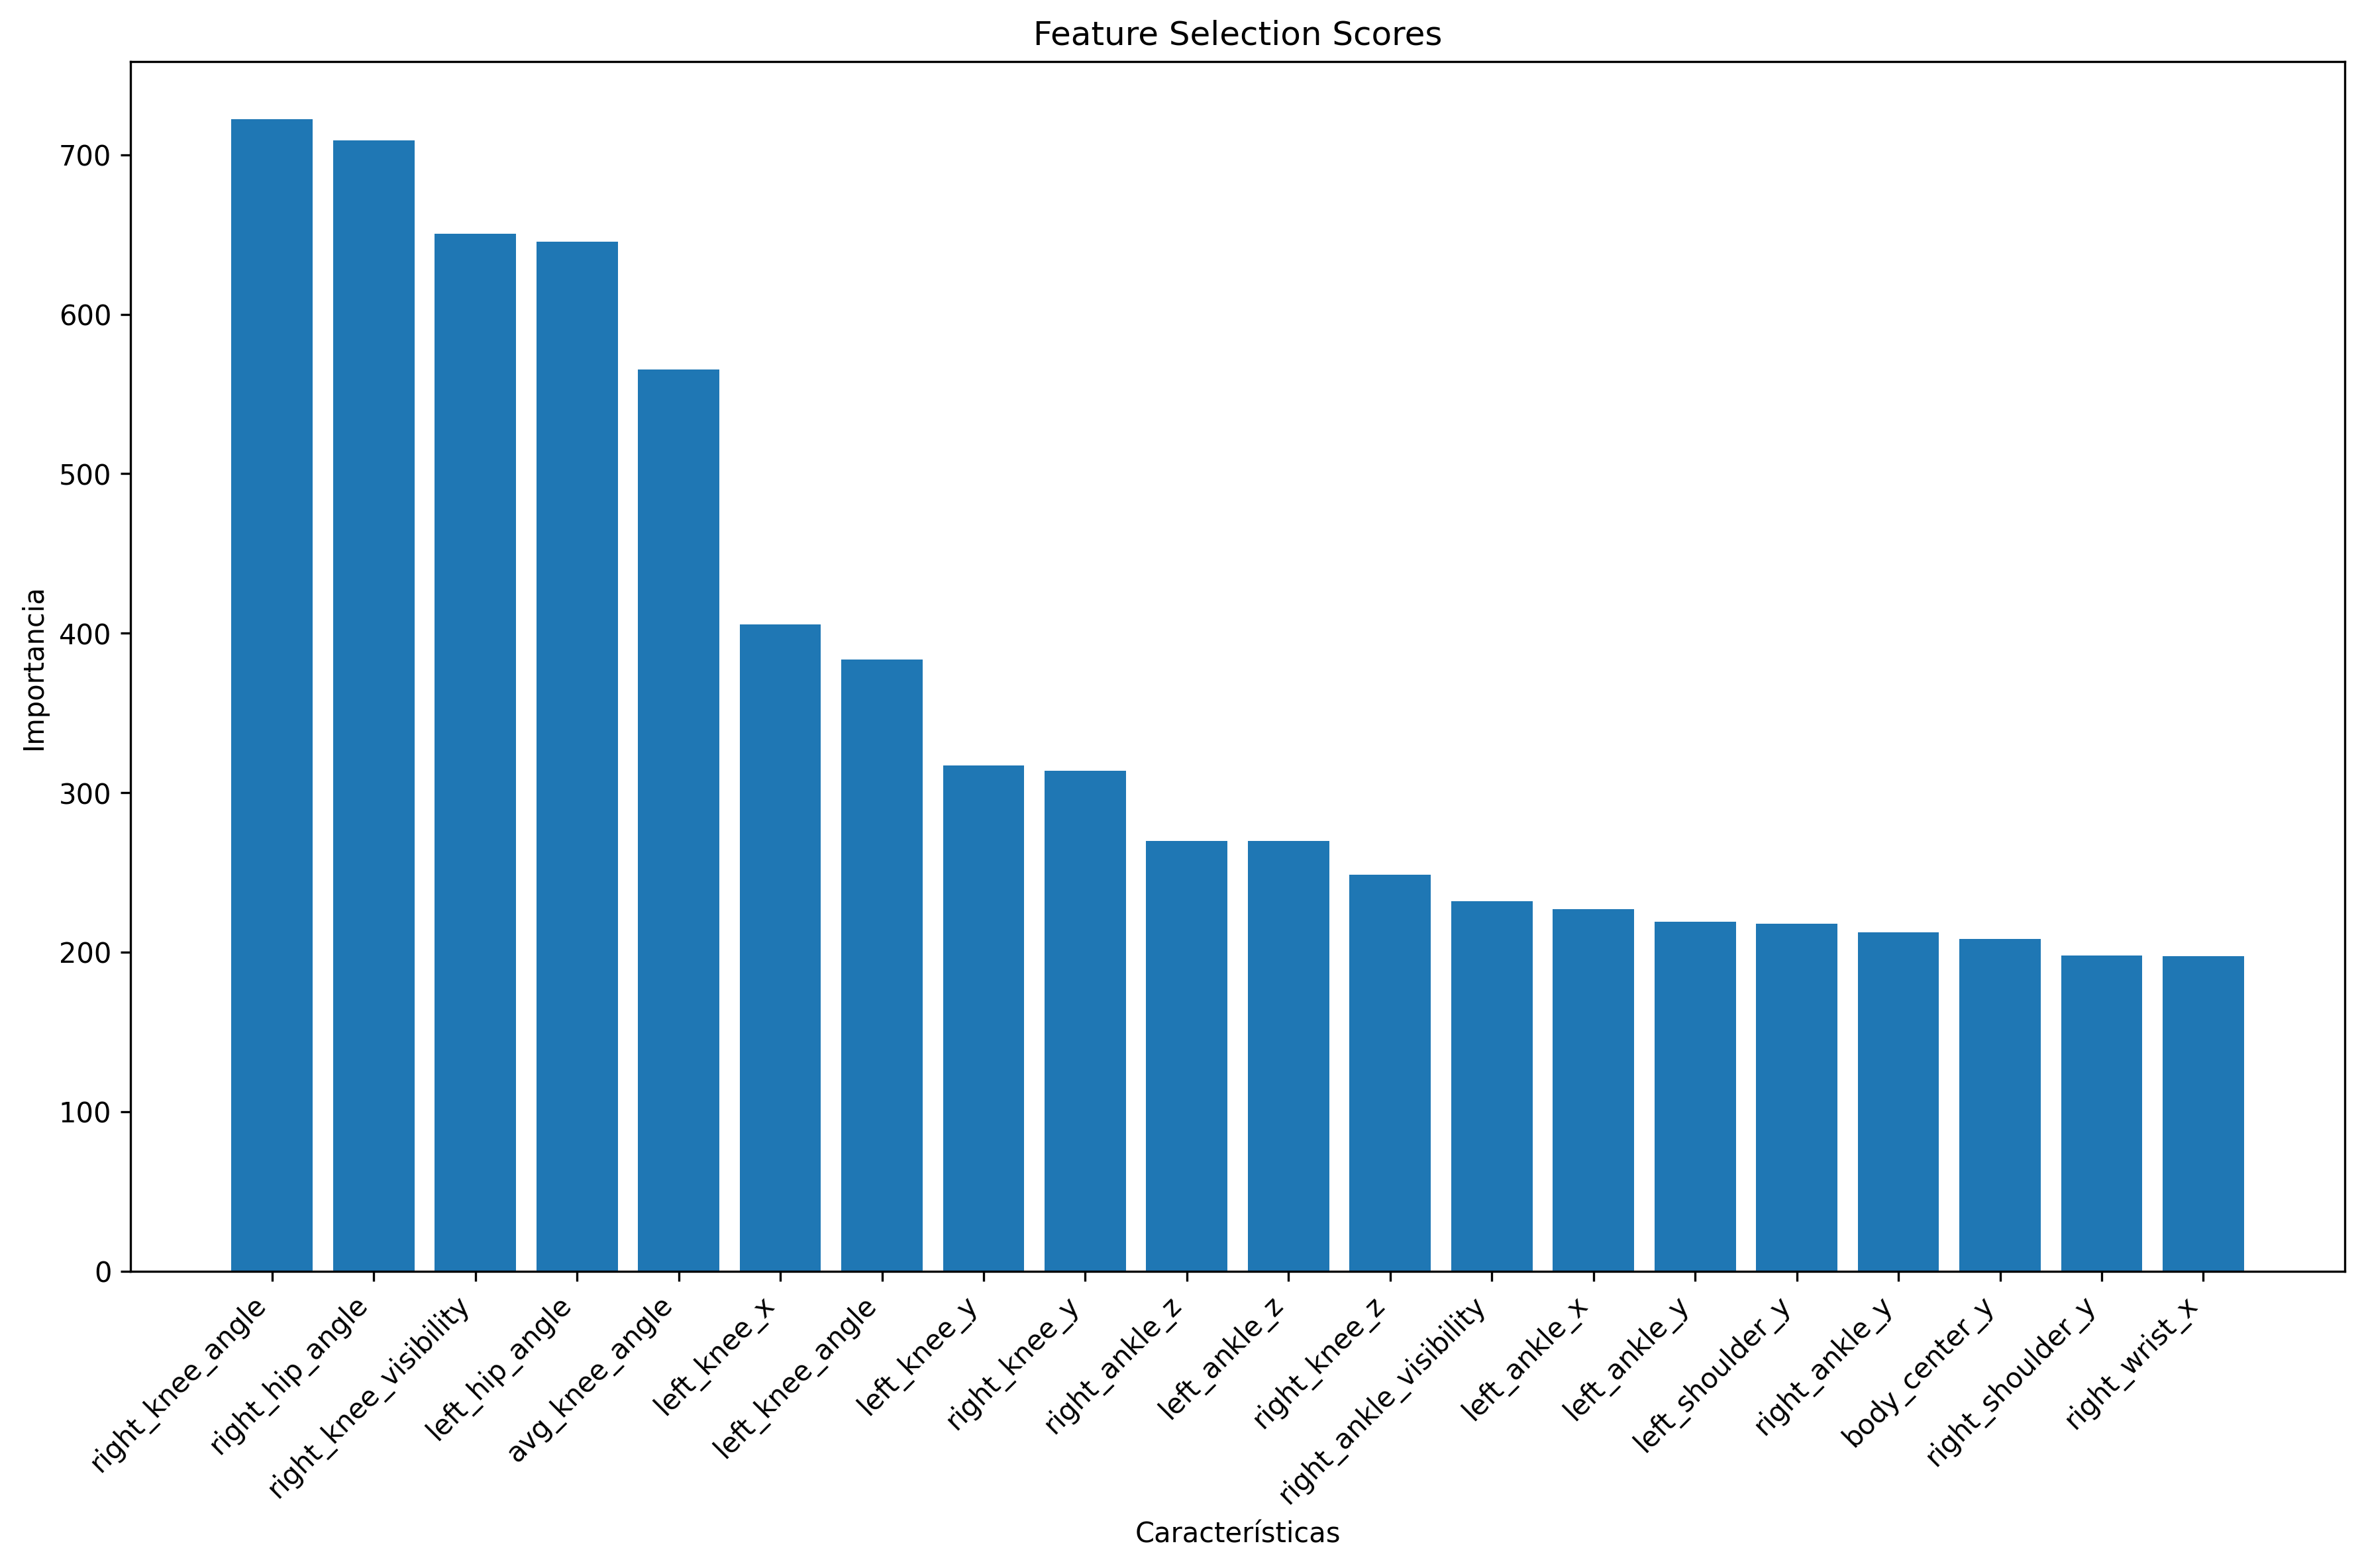 Feature Selection Scores
Importancia
700
600
500
400
300
200
100
0
right_knee_angle
right_hip_angle
right_knee_visibility
left_hip_angle
avg_knee_angle
left_knee_x
left_knee_angle
left_knee_y
right_knee_y
right_ankle_z
left_ankle_z
right_knee_z
right_ankle_visibility
left_ankle_x
left_ankle_y
left_shoulder_y
right_ankle_y
body_center_y
right_shoulder_y
right_wrist_x
Características